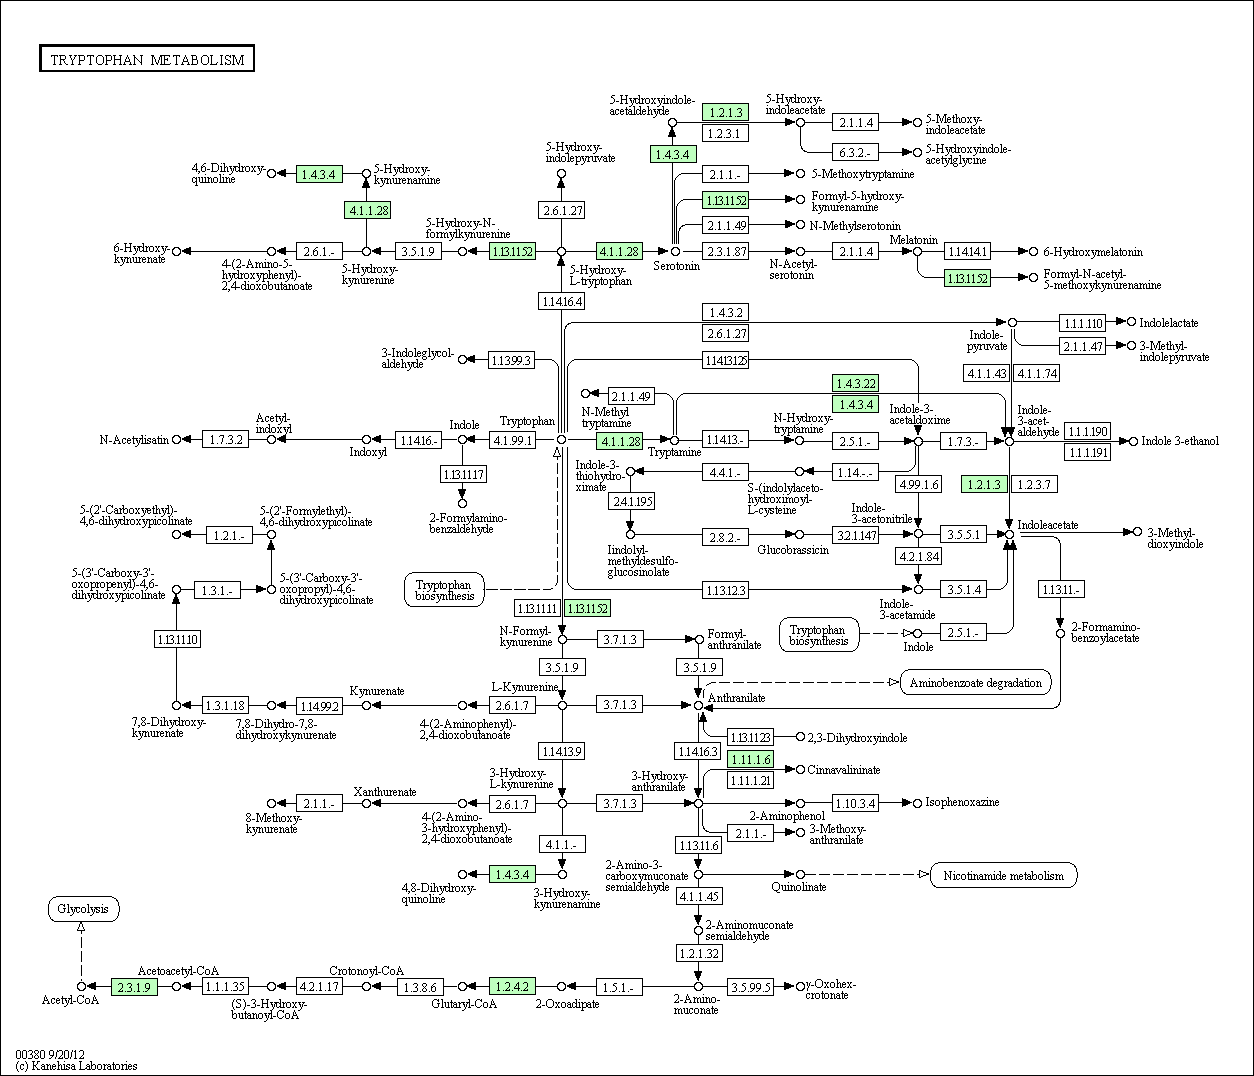 TRYPTOPHAN METABOLISM
5-Hydroxyindole-
acetaldehyde
1.2.1.3
1.2.3.1
5-Hydroxy-
indoleacetate
2.1.1.4
5-Methoxy-
indoleacetate
6.3.2.-
5-Hydroxyindole-
acetylglycine
1.4.3.4
4,6-Dihydroxy-
quinoline
1.4.3.4
5-Hydroxy-
kynurenamine
5-Hydroxy-
indolepyruvate
2.1.1.-
5-Methoxytryptamine
4.1.1.28
2.6.1.27
1.13.11.52
Formyl-5-hydroxy-
kynurenamine
2.1.1.49
N-Methylserotonin
5-Hydroxy-N-
formylkynurenine
6-Hydroxy-
kynurenate
4-(2-Amino-5-
hydroxyphenyl)-
2,4-dioxobutanoate
2.6.1.-
5-Hydroxy-
kynurenine
3.5.1.9
1.13.11.52
5-Hydroxy-
L-tryptophan
4.1.1.28
Serotonin
2.3.1.87
N-Acetyl-
serotonin
2.1.1.4
Melatonin
1.14.14.1
6-Hydroxymelatonin
1.13.11.52
Formyl-N-acetyl-
5-methoxykynurenamine
1.14.16.4
1.4.3.2
2.6.1.27
Indole-
pyruvate
1.1.1.110
Indolelactate
2.1.1.47
3-Methyl-
indolepyruvate
3-Indoleglycol-
aldehyde
1.13.99.3
1.14.13.125
4.1.1.43
4.1.1.74
2.1.1.49
N-Methyl
tryptamine
1.4.3.22
1.4.3.4
N-Acetylisatin
1.7.3.2
Acetyl-
indoxyl
Indoxyl
1.14.16.-
Indole
4.1.99.1
Tryptophan
4.1.1.28
Tryptamine
1.14.13.-
N-Hydroxy-
tryptamine
2.5.1.-
Indole-3-
acetaldoxime
1.7.3.-
Indole-
3-acet-
aldehyde
1.1.1.190
1.1.1.191
Indole 3-ethanol
1.13.11.17
2-Formylamino-
benzaldehyde
Indole-3-
thiohydro-
ximate
4.4.1.-
S-(indolylaceto-
hydroximoyl)-
L-cysteine
1.14.-.-
4.99.1.6
1.2.1.3
1.2.3.7
2.4.1.195
Iindolyl-
methyldesulfo-
glucosinolate
2.8.2.-
Glucobrassicin
3.2.1.147
Indole-
3-acetonitrile
3.5.5.1
Indoleacetate
3-Methyl-
dioxyindole
5-(2'-Carboxyethyl)-
4,6-dihydroxypicolinate
1.2.1.-
5-(2'-Formylethyl)-
4,6-dihydroxypicolinate
4.2.1.84
5-(3'-Carboxy-3'-
oxopropenyl)-4,6-
dihydroxypicolinate
1.3.1.-
5-(3'-Carboxy-3'-
oxopropyl)-4,6-
dihydroxypicolinate
Tryptophan
biosynthesis
1.13.12.3
Indole-
3-acetamide
3.5.1.4
1.13.11.-
1.13.11.11
1.13.11.52
1.13.11.10
N-Formyl-
kynurenine
3.7.1.3
Formyl-
anthranilate
Tryptophan
biosynthesis
Indole
2.5.1.-
2-Formamino-
benzoylacetate
3.5.1.9
3.5.1.9
Aminobenzoate degradation
7,8-Dihydroxy-
kynurenate
1.3.1.18
7,8-Dihydro-7,8-
dihydroxykynurenate
1.14.99.2
Kynurenate
4-(2-Aminophenyl)-
2,4-dioxobutanoate
2.6.1.7
L-Kynurenine
3.7.1.3
Anthranilate
1.13.11.23
2,3-Dihydroxyindole
1.14.13.9
1.14.16.3
1.11.1.6
1.11.1.21
Cinnavalininate
8-Methoxy-
kynurenate
2.1.1.-
Xanthurenate
4-(2-Amino-
3-hydroxyphenyl)-
2,4-dioxobutanoate
2.6.1.7
3-Hydroxy-
L-kynurenine
3.7.1.3
3-Hydroxy-
anthranilate
2-Aminophenol
1.10.3.4
Isophenoxazine
2.1.1.-
3-Methoxy-
anthranilate
4.1.1.-
1.13.11.6
4,8-Dihydroxy-
quinoline
1.4.3.4
3-Hydroxy-
kynurenamine
2-Amino-3-
carboxymuconate
semialdehyde
Quinolinate
Nicotinamide metabolism
4.1.1.45
Glycolysis
2-Aminomuconate
semialdehyde
1.2.1.32
Acetyl-CoA
2.3.1.9
Acetoacetyl-CoA
1.1.1.35
(S)-3-Hydroxy-
butanoyl-CoA
4.2.1.17
Crotonoyl-CoA
1.3.8.6
Glutaryl-CoA
1.2.4.2
2-Oxoadipate
1.5.1.-
2-Amino-
muconate
3.5.99.5
γ-Oxohex-
crotonate
00380 9/20/12
(c) Kanehisa Laboratories